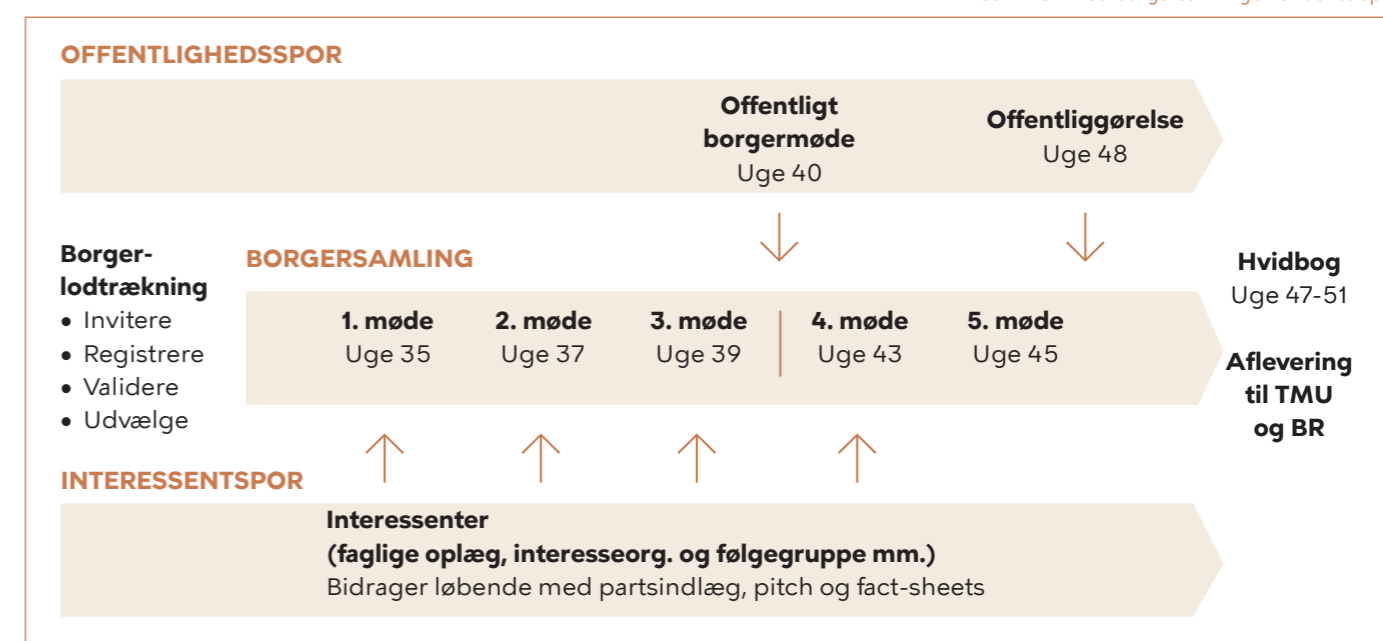 OFFENTLIGHEDSSPOR
Offentligt
borgermøde
Uge 40
Offentliggørelse
Uge 48
Borger-
lodtrækning
• Invitere
• Registrere
• Validere
• Udvælge
BORGERSAMLING
1. møde
Uge 35
2. møde
Uge 37
3. møde
Uge 39
4. møde
Uge 43
5. møde
Uge 45
Hvidbog
Uge 47-51
Aflevering
til TMU
og BR
INTERESSENTSPOR
Interessenter
(faglige oplæg, interesseorg. og følgegruppe mm.)
Bidrager løbende med partsindlæg, pitch og fact-sheets